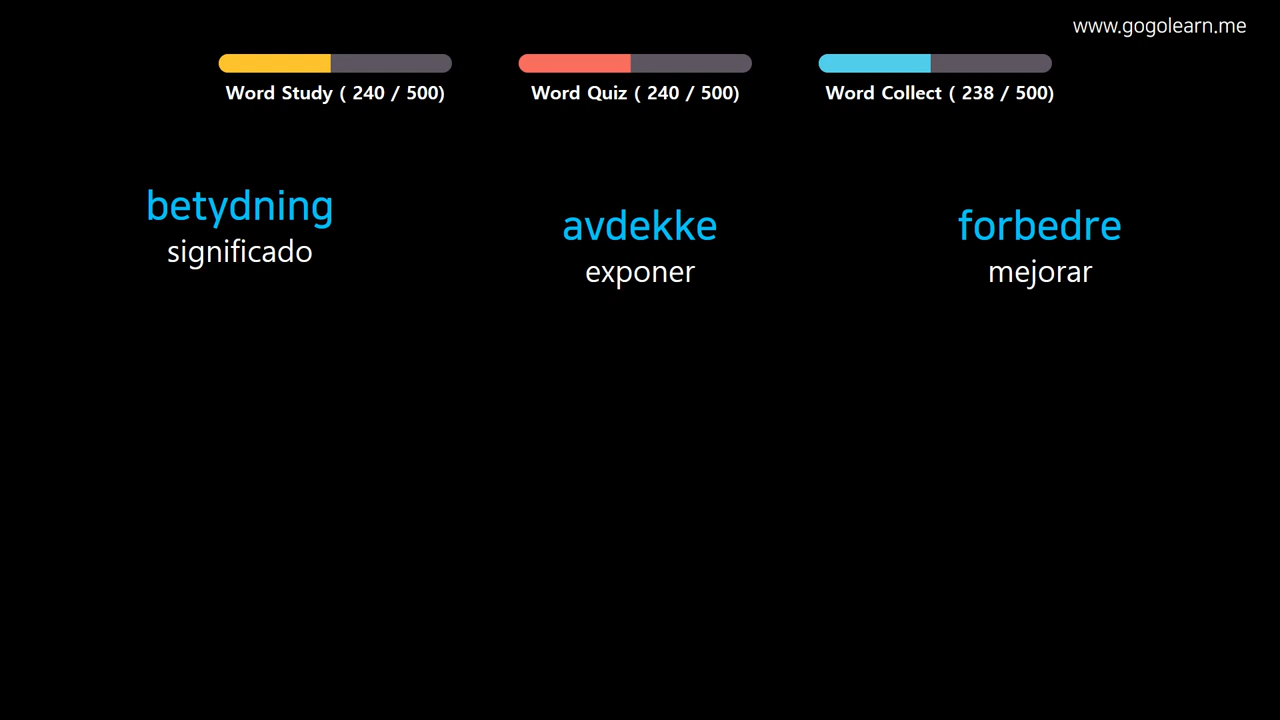 www.gogolearn.me
Word Study ( 240 / 500)
Word Quiz ( 240 / 500)
Word Collect ( 238 / 500)
betydning
significado
avdekke
exponer
forbedre
mejorar